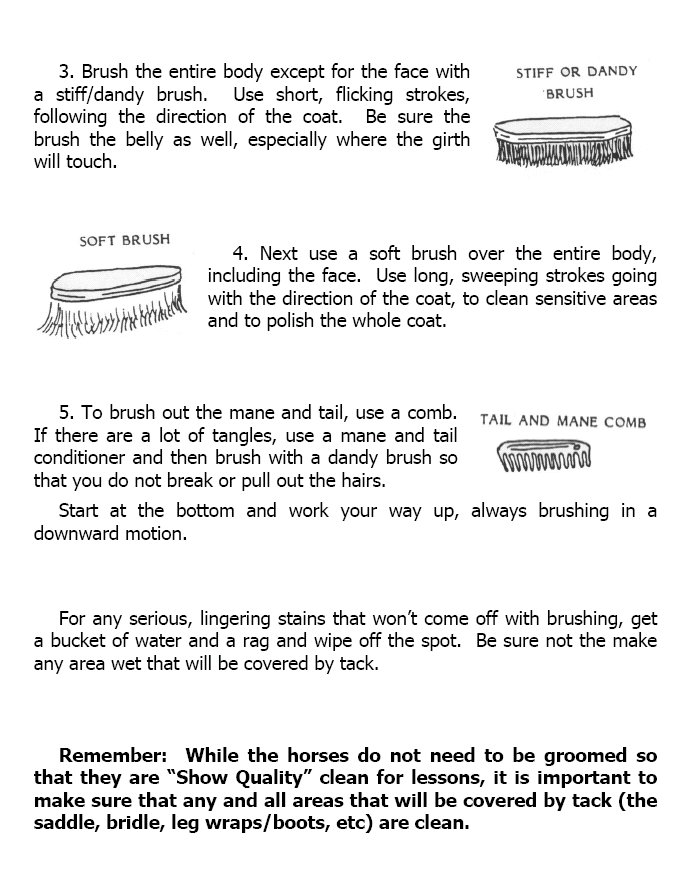 3. Brush the entire body except for the face with
a stiff/dandy brush.  Use short, flicking strokes,
following the direction of the coat.  Be sure the
brush the belly as well, especially where the girth
will touch.
STIFF OR DANDY
BRUSH
SOFT BRUSH
4. Next use a soft brush over the entire body,
including the face.  Use long, sweeping strokes going
with the direction of the coat, to clean sensitive areas
and to polish the whole coat.
5. To brush out the mane and tail, use a comb.
If there are a lot of tangles, use a mane and tail
conditioner and then brush with a dandy brush so
that you do not break or pull out the hairs.
TAIL AND MANE COMB
Start at the bottom and work your way up, always brushing in a
downward motion.
For any serious, lingering stains that won’t come off with brushing, get
a bucket of water and a rag and wipe off the spot.  Be sure not the make
any area wet that will be covered by tack.
Remember:  While the horses do not need to be groomed so
that they are “Show Quality” clean for lessons, it is important to
make sure that any and all areas that will be covered by tack (the
saddle, bridle, leg wraps/boots, etc) are clean.